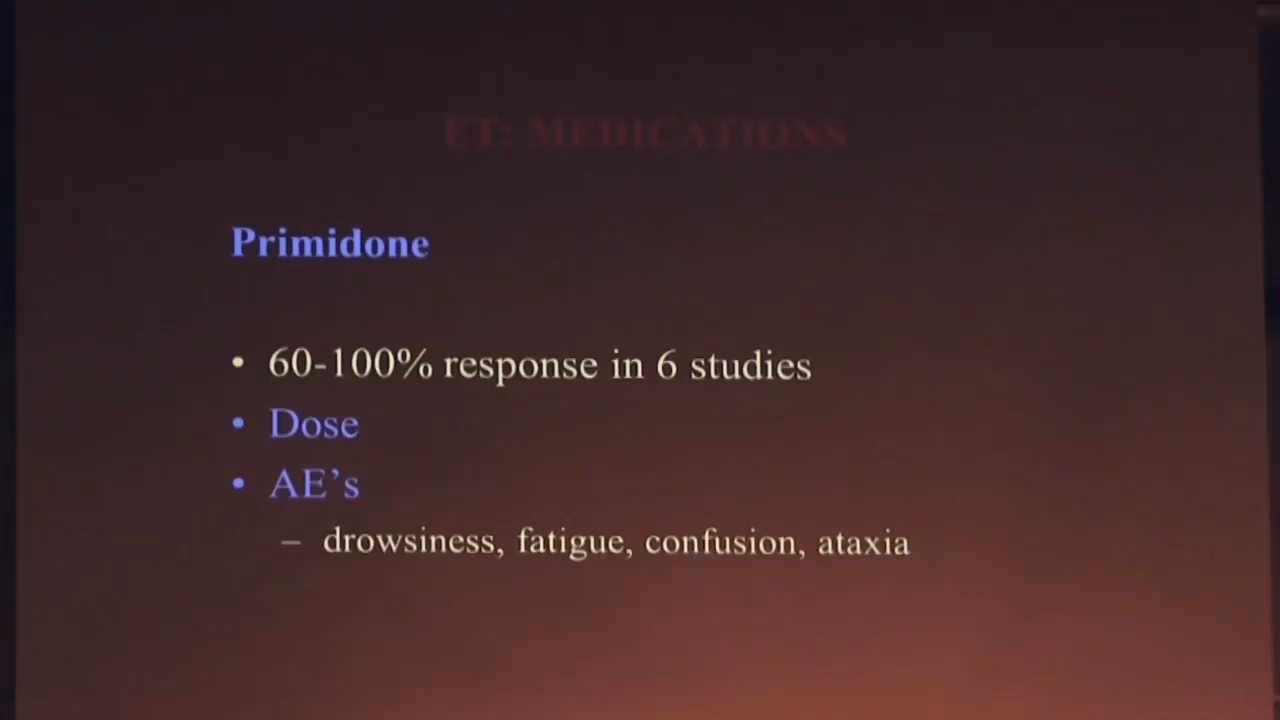 ET: MEDICATIONS
Primidone
• 60-100% response in 6 studies
• Dose
• AE’s
– drowsiness, fatigue, confusion, ataxia